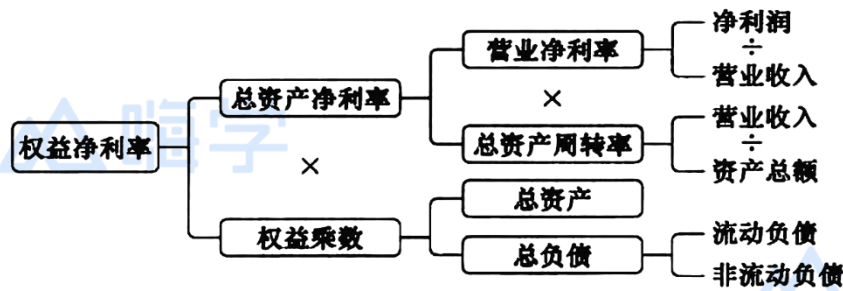 净利润
÷
营业净利率
营业收入
总资产净利率
×
营业收入
÷
总资产周转率
资产总额
权益净利率
×
总资产
权益乘数
流动负债
总负债
非流动负债
嗨学